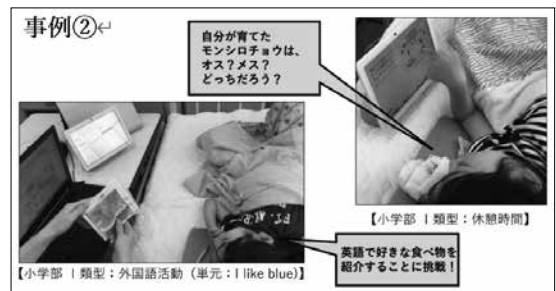 事例②↵
自分が育てた
モンシロチョウは、
オス？メス？
どっちだろう？
【小学部 Ⅰ類型：休憩時間】
英語で好きな食べ物を
紹介することに挑戦！
【小学部 Ⅰ類型：外国語活動（単元：I like blue）】